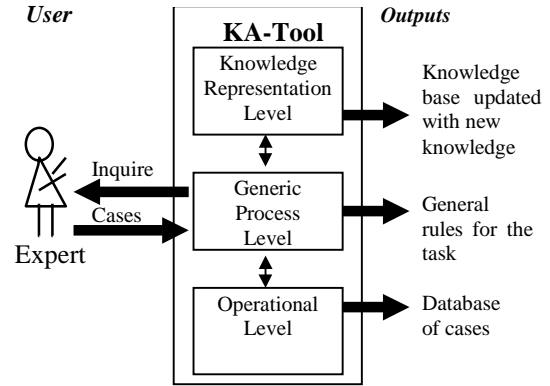 User
Outputs
KA-Tool
Knowledge
Representation
Level
Knowledge
base updated
with new
knowledge
Inquire
Cases
Expert
Generic
Process
Level
General
rules for the
task
Operational
Level
Database
of cases